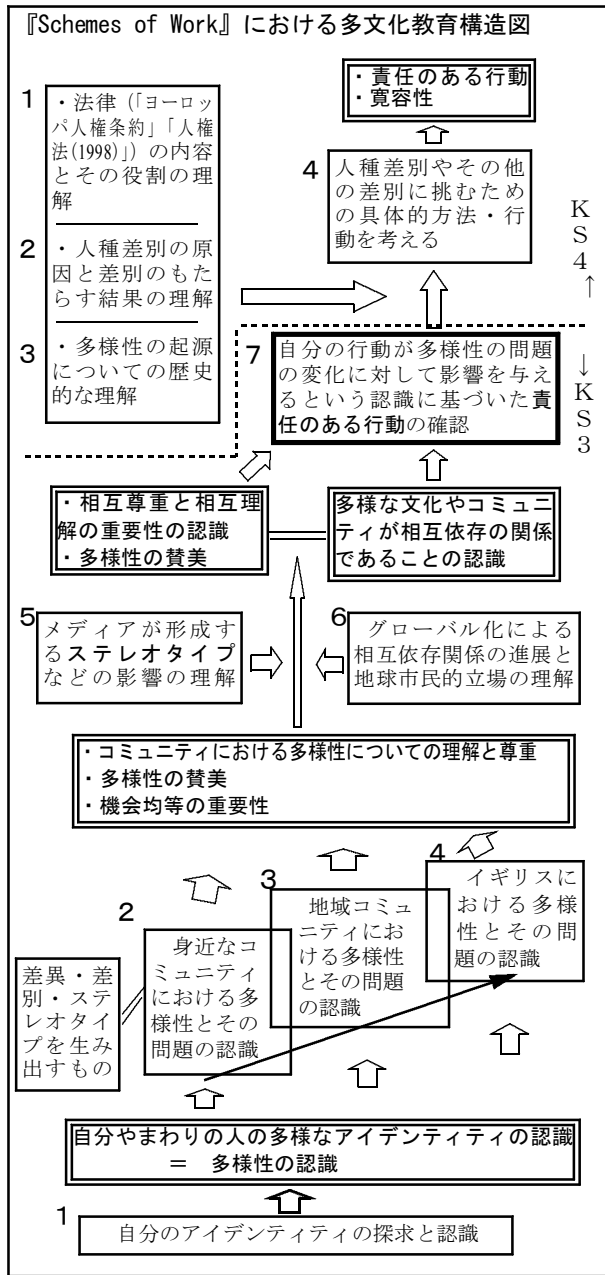 『Schemes of Work』における多文化教育構造図
・責任のある行動
・寛容性
1
・法律（「ヨーロッ
パ人権条約」「人権
法(1998)」）の内容
とその役割の理
解
2
・人種差別の原
因と差別のもた
らす結果の理解
3
・多様性の起源
についての歴史
的な理解
4
人種差別やその他
の差別に挑むため
の具体的方法・行
動を考える
KS4↑
↓KS3
7
自分の行動が多様性の問題
の変化に対して影響を与え
るという認識に基づいた責
任のある行動の確認
・相互尊重と相互理
解の重要性の認識
・多様性の賛美
多様な文化やコミュニ
ティが相互依存の関係
であることの認識
5
メディアが形成す
るステレオタイプ
などの影響の理解
6
グローバル化による
相互依存関係の進展と
地球市民的立場の理解
・コミュニティにおける多様性についての理解と尊重
・多様性の賛美
・機会均等の重要性
4
イギリスに
おける多様
性とその問
題の認識
3
地域コミュ
ニティにお
ける多様性
とその問題
の認識
2
身近なコ
ミュニティ
における多
様性とその
問題の認識
差異・差
別・ステレ
オタイプ
を生み
出すもの
自分やまわりの人の多様なアイデンティティの認識
＝　多様性の認識
1
自分のアイデンティティの探求と認識